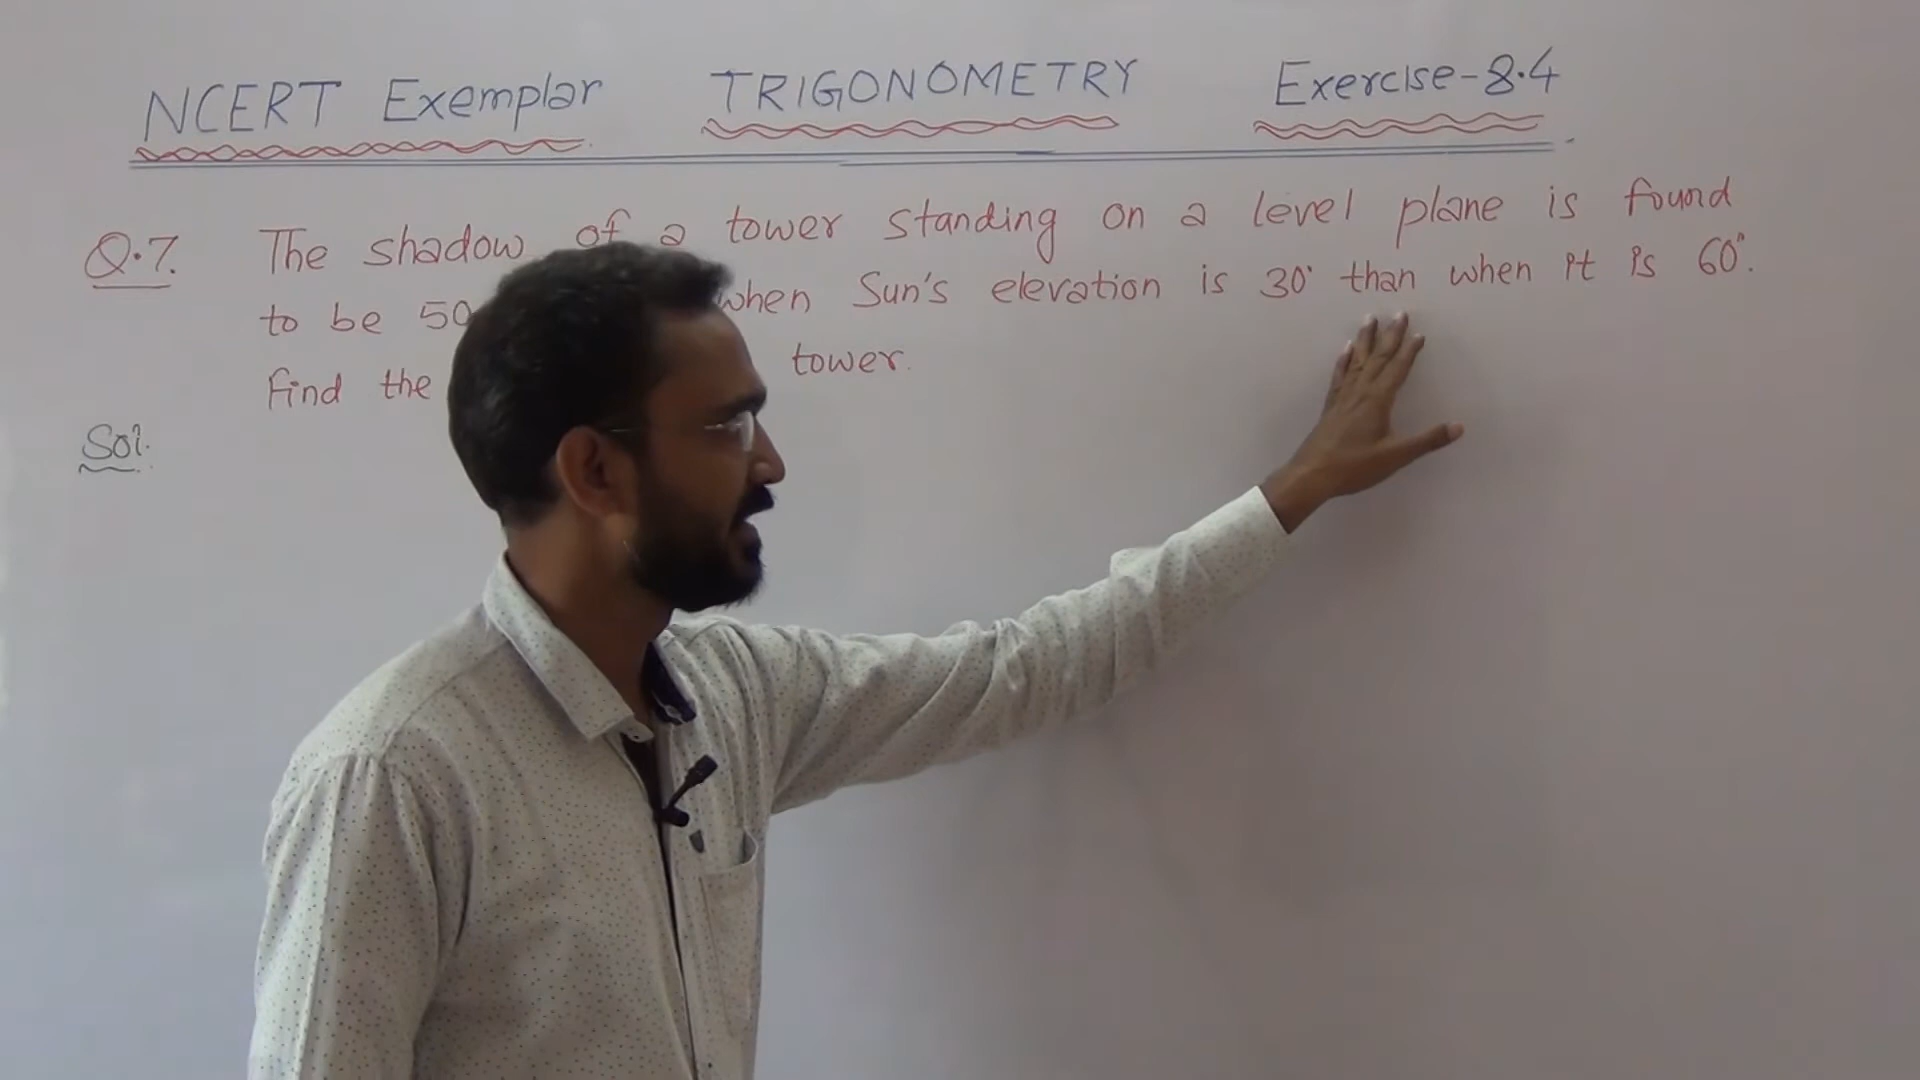 NCERT Exemplar TRIGONOMETRY Exercise-8.4
Q.7. The shadow of a tower standing on a level plane is found
to be 50 when Sun's elevation is 30° than when it is 60°.
Find the tower.
Sol.